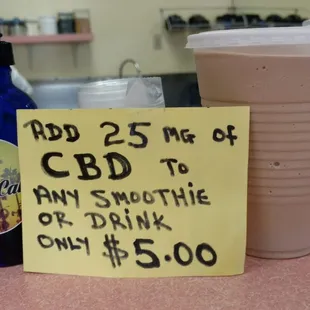 ADD 25 MG of
CBD TO
ANY SMOOTHIE
OR DRINK
ONLY $5.00